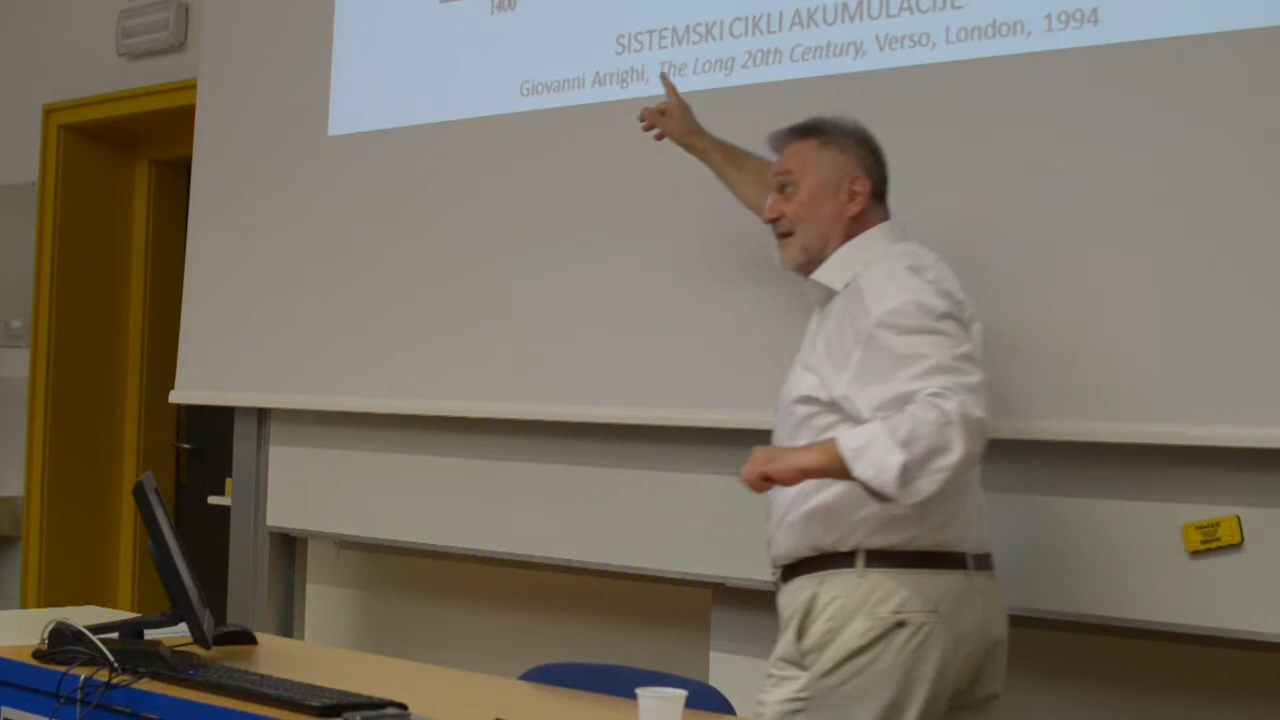 1400
SISTEMSKI CIKLI AKUMULACIJE
Giovanni Arrighi, The Long 20th Century, Verso, London, 1994